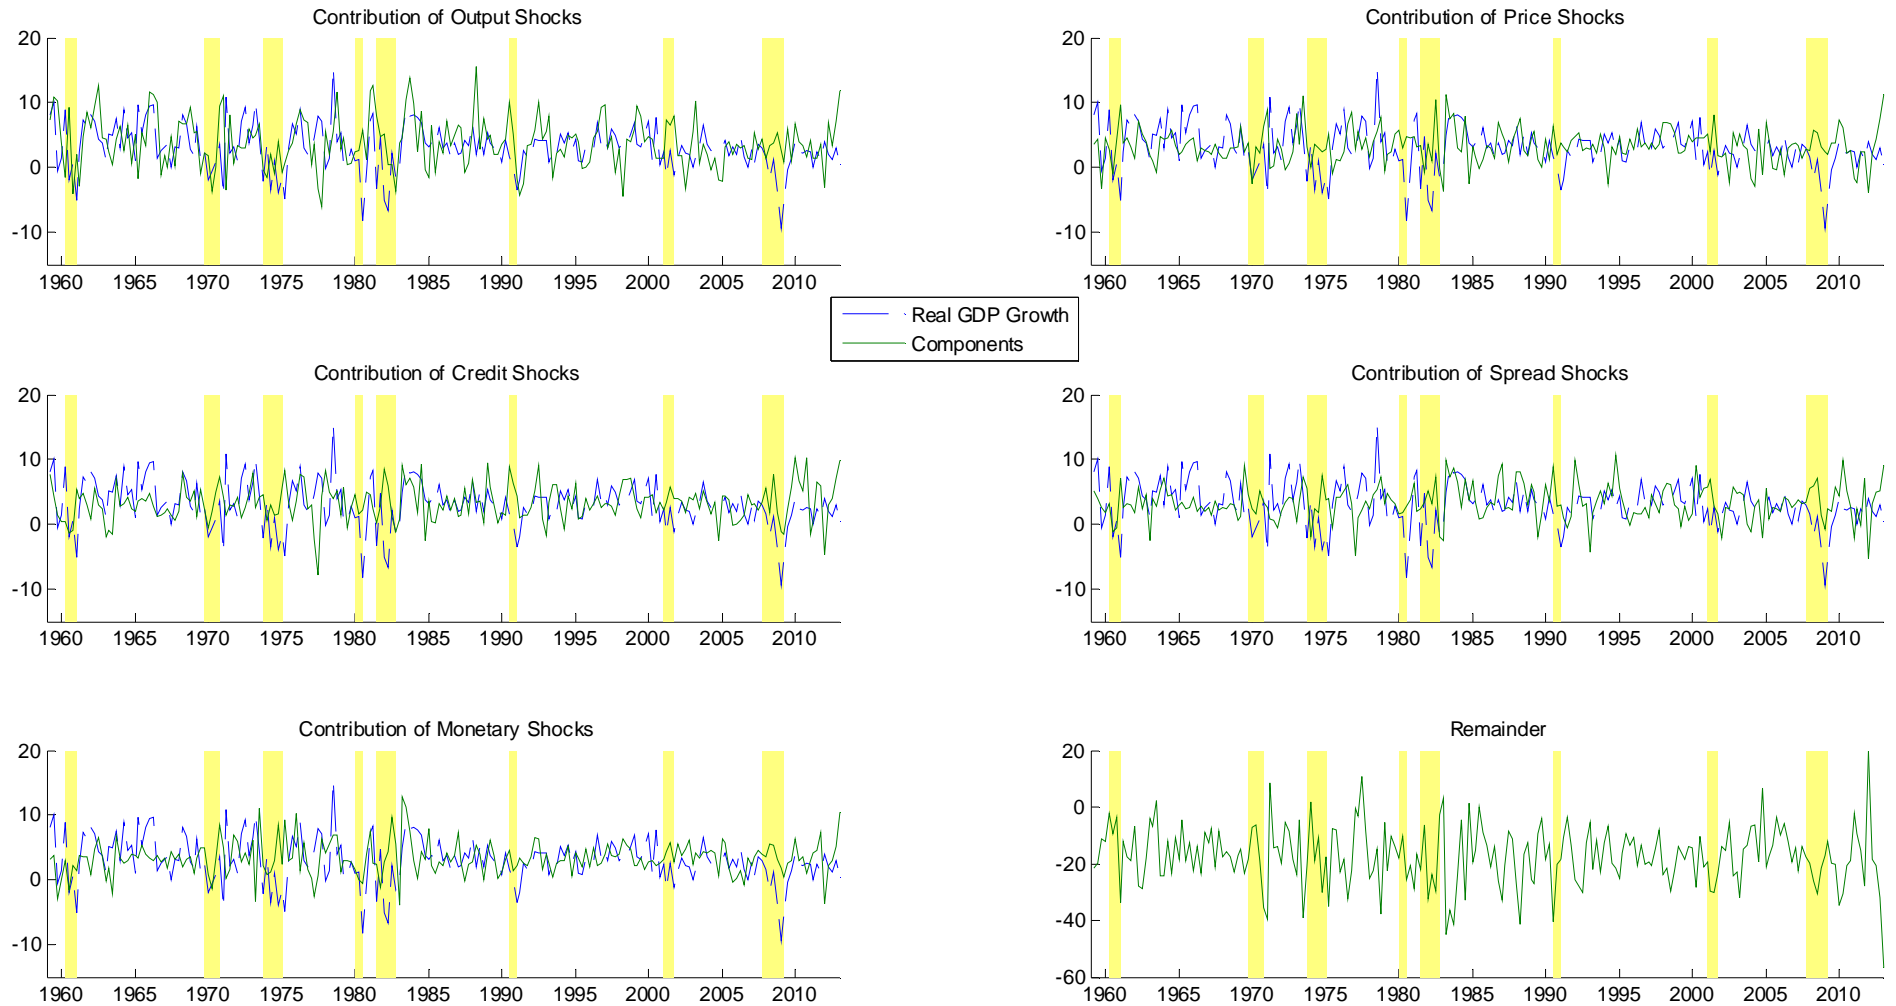 Contribution of Output Shocks
20
10
0
-10
1960 1965 1970 1975 1980 1985 1990 1995 2000 2005 2010
Contribution of Price Shocks
20
10
0
-10
1960 1965 1970 1975 1980 1985 1990 1995 2000 2005 2010
Real GDP Growth
Components
Contribution of Credit Shocks
20
10
0
-10
1960 1965 1970 1975 1980 1985 1990 1995 2000 2005 2010
Contribution of Spread Shocks
20
10
0
-10
1960 1965 1970 1975 1980 1985 1990 1995 2000 2005 2010
Contribution of Monetary Shocks
20
10
0
-10
1960 1965 1970 1975 1980 1985 1990 1995 2000 2005 2010
Remainder
20
0
-20
-40
-60
1960 1965 1970 1975 1980 1985 1990 1995 2000 2005 2010